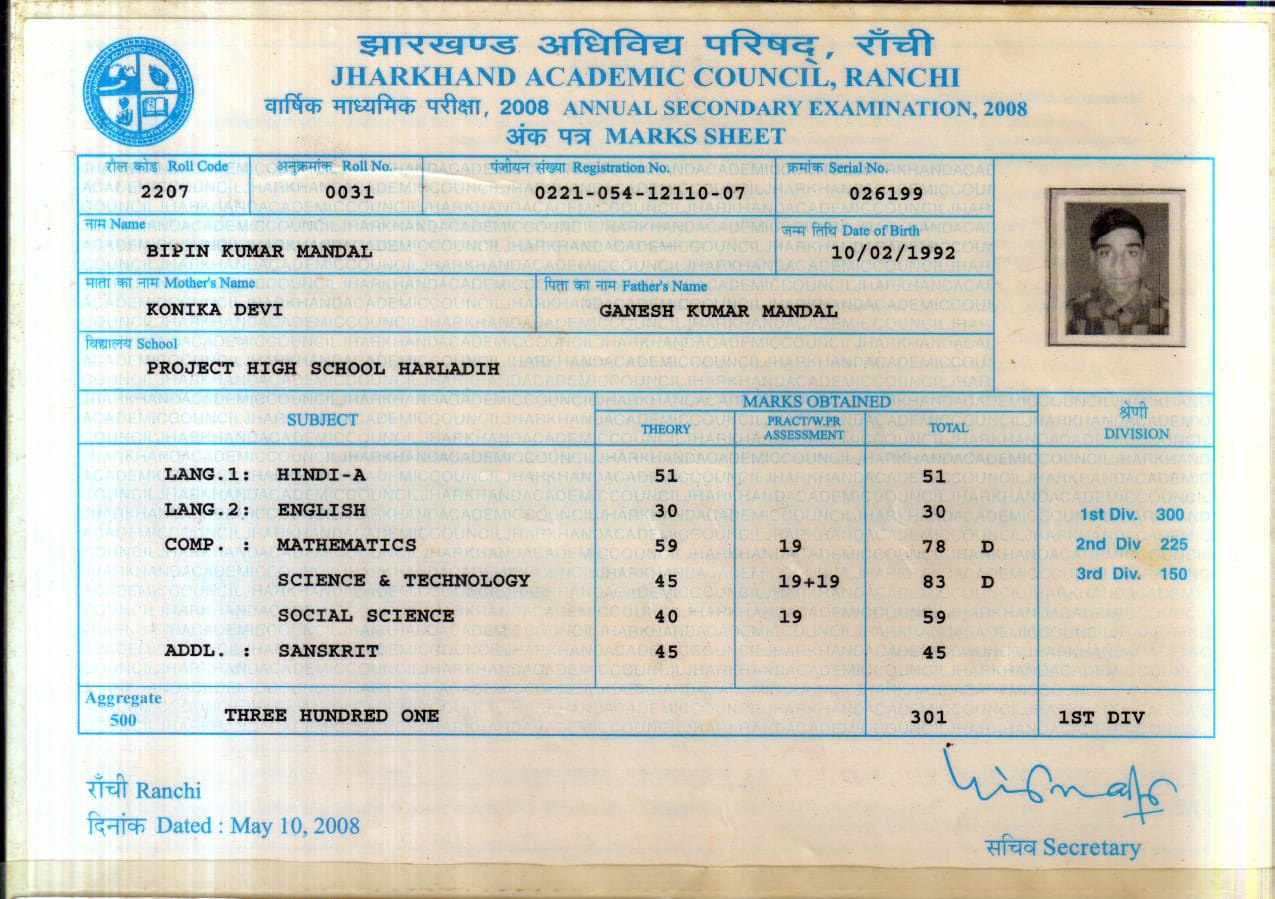 झारखण्ड अधिविद्य परिषद्, राँची
JHARKHAND ACADEMIC COUNCIL, RANCHI
वार्षिक माध्यमिक परीक्षा, 2008 ANNUAL SECONDARY EXAMINATION, 2008
अंक पत्र MARKS SHEET
रौल कोड Roll Code अनुक्रमांक Roll No. पंजीयन संख्या Registration No. क्रमांक Serial No.
2207 0031 0221-054-12110-07 026199
नाम Name जन्म तिथि Date of Birth
BIPIN KUMAR MANDAL 10/02/1992
माता का नाम Mother's Name पिता का नाम Father's Name
KONIKA DEVI GANESH KUMAR MANDAL
विद्यालय School
PROJECT HIGH SCHOOL HARLADIH
SUBJECT MARKS OBTAINED श्रेणी DIVISION
THEORY PRACT/W.PR ASSESSMENT TOTAL
LANG.1: HINDI-A 51 51
LANG.2: ENGLISH 30 30 1st Div. 300
COMP..: MATHEMATICS 59 19 78 D 2nd Div. 225
SCIENCE & TECHNOLOGY 45 19+19 83 D 3rd Div. 150
SOCIAL SCIENCE 40 19 59
ADDL..: SANSKRIT 45 45
Aggregate
500 THREE HUNDRED ONE 301 1ST DIV
राँची Ranchi
दिनांक Dated : May 10, 2008
सचिव Secretary